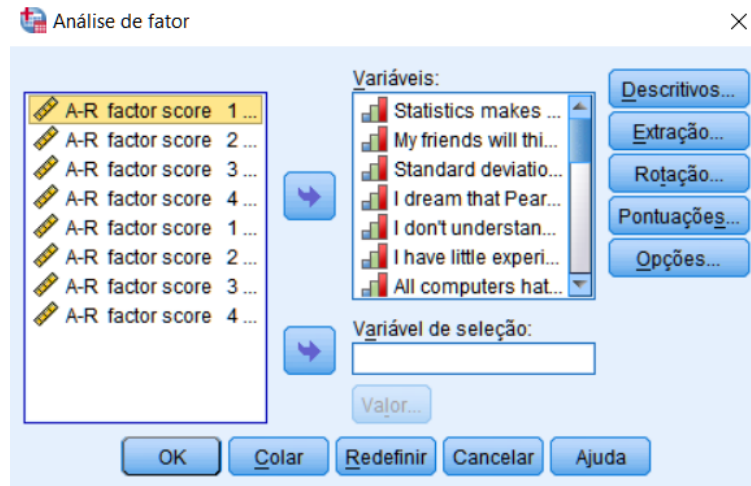 Análise de fator
A-R factor score 1 ...
A-R factor score 2 ...
A-R factor score 3 ...
A-R factor score 4 ...
A-R factor score 1 ...
A-R factor score 2 ...
A-R factor score 3 ...
A-R factor score 4 ...
Variáveis:
Statistics makes ...
My friends will thi...
Standard deviatio...
I dream that Pear...
I don't understan...
I have little experi...
All computers hat...
Variável de seleção:
Valor...
Descritivos...
Extração...
Rotação...
Pontuações...
Opções...
OK
Colar
Redefinir
Cancelar
Ajuda